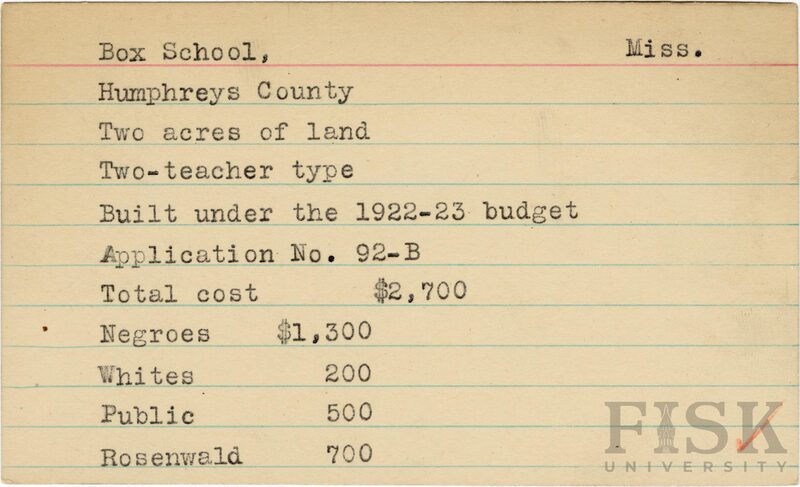 Box School, Miss.
Humphreys County
Two acres of land
Two-teacher type
Built under the 1922-23 budget
Application No. 92-B
Total cost $2,700
Negroes $1,300
Whites 200
Public 500
Rosenwald 700
FISK
UNIVERSITY